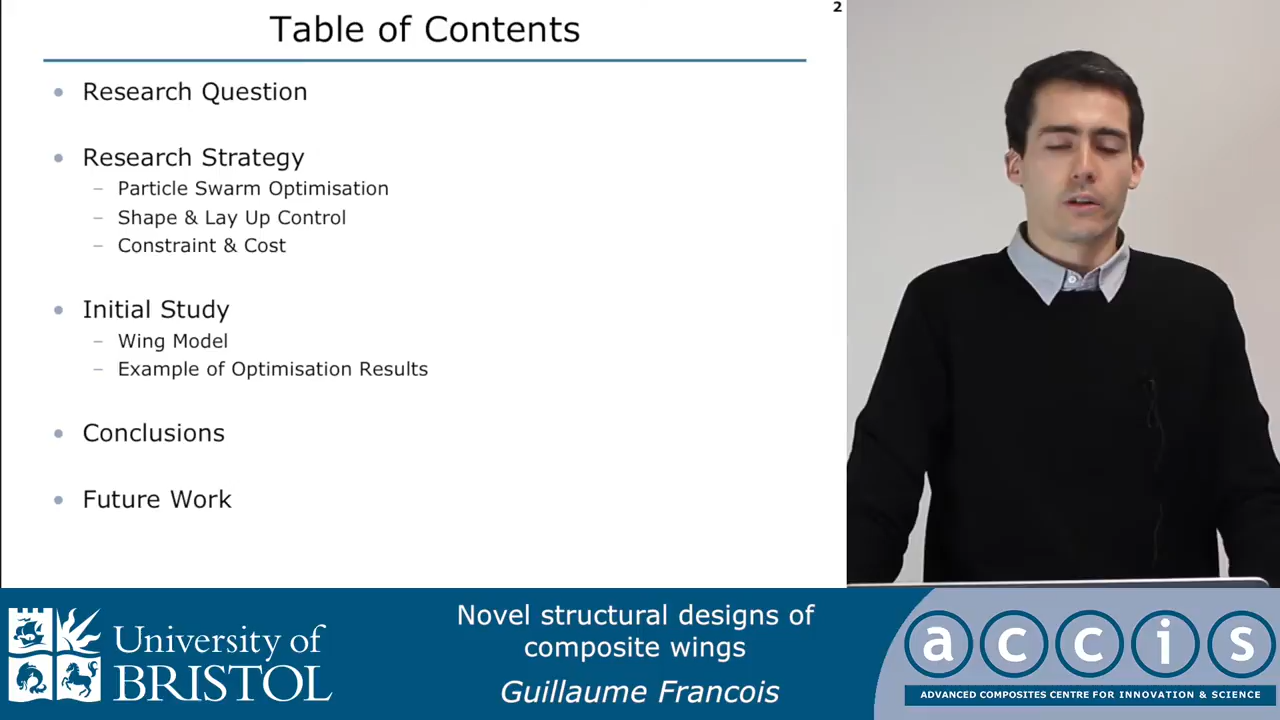 2
Table of Contents
• Research Question
• Research Strategy
– Particle Swarm Optimisation
– Shape & Lay Up Control
– Constraint & Cost
• Initial Study
– Wing Model
– Example of Optimisation Results
• Conclusions
• Future Work
University of
BRISTOL
Novel structural designs of
composite wings
Guillaume Francois
accis
ADVANCED COMPOSITES CENTRE FOR INNOVATION & SCIENCE